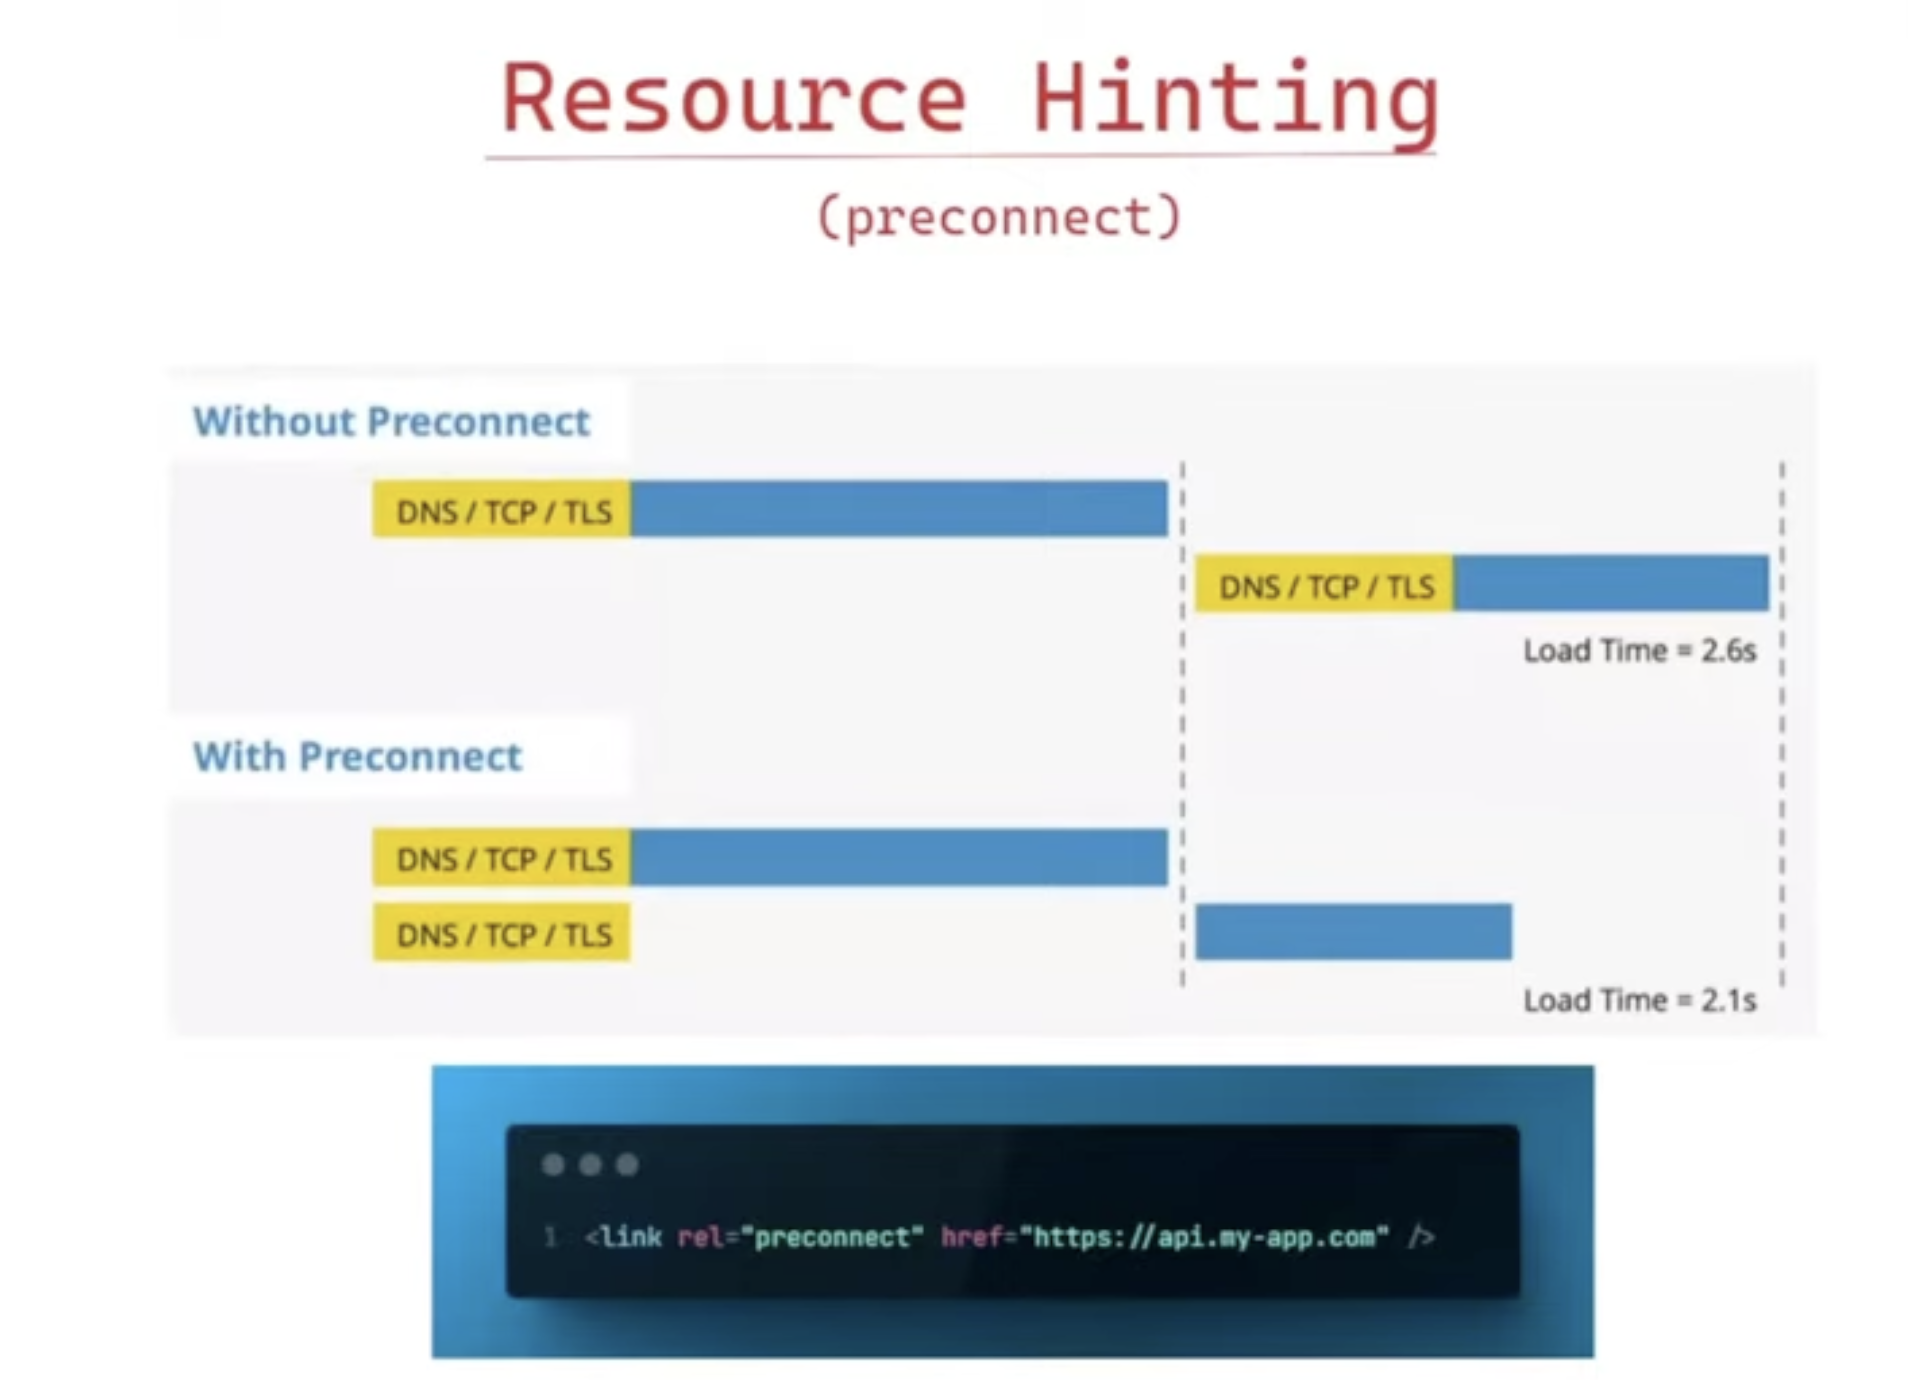 Resource Hinting
(preconnect)
Without Preconnect
DNS / TCP / TLS
DNS / TCP / TLS
Load Time = 2.6s
With Preconnect
DNS / TCP / TLS
DNS / TCP / TLS
Load Time = 2.1s
1 <link rel="preconnect" href="https://api.my-app.com" />